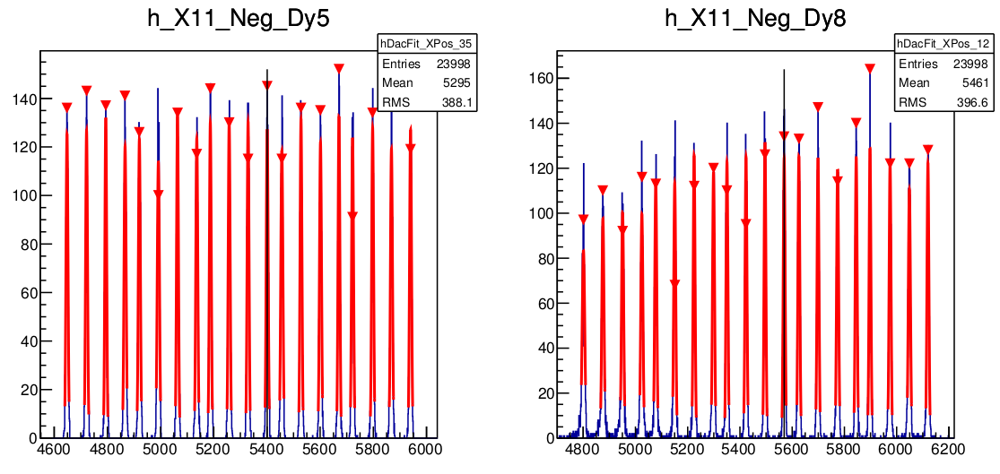 h_X11_Neg_Dy5
hDacFit_XPos_35
Entries 23998
Mean 5295
RMS 388.1
140
120
100
80
60
40
20
0
4600 4800 5000 5200 5400 5600 5800 6000
h_X11_Neg_Dy8
hDacFit_XPos_12
Entries 23998
Mean 5461
RMS 396.6
160
140
120
100
80
60
40
20
0
4800 5000 5200 5400 5600 5800 6000 6200